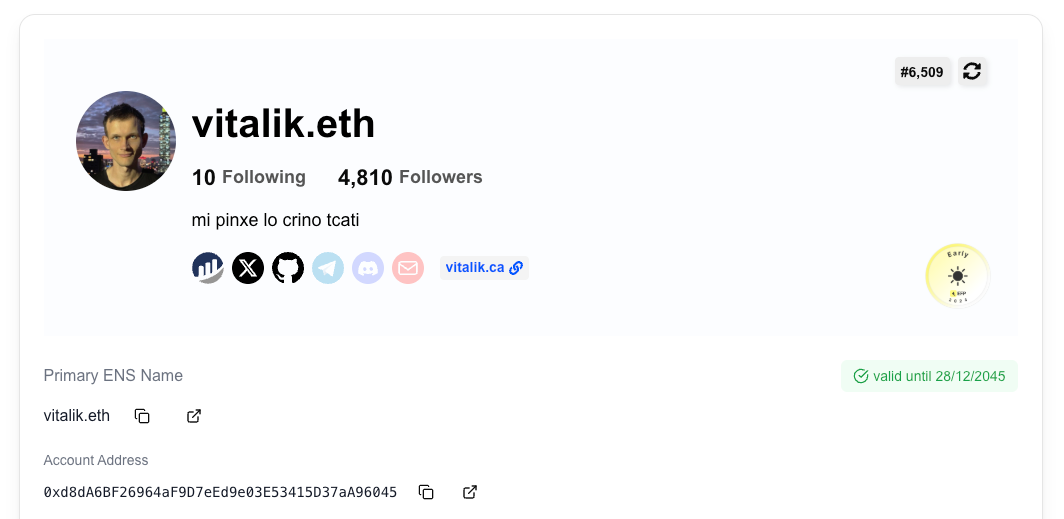 #6,509
vitalik.eth
10 Following 4,810 Followers
mi pinxe lo crino tcati
vitalik.ca
Early
EFP
Primary ENS Name
valid until 28/12/2045
vitalik.eth
Account Address
0xd8dA6BF26964aF9D7eEd9e03E53415D37aA96045